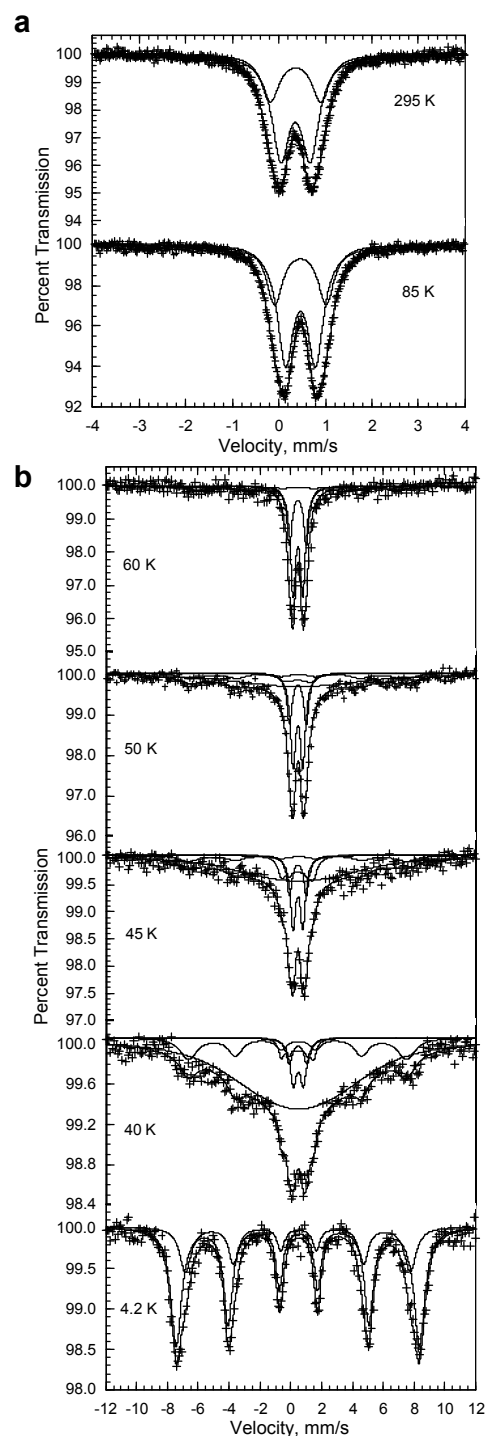 a
100
99
98
97
96
95
94
295 K
100
98
96
94
92
85 K
Percent Transmission
-4 -3 -2 -1 0 1 2 3 4
Velocity, mm/s
b
100.0
99.0
98.0
97.0
96.0
95.0
60 K
100.0
99.0
98.0
97.0
96.0
50 K
100.0
99.5
99.0
98.5
98.0
97.5
97.0
45 K
100.0
99.6
99.2
98.8
98.4
40 K
100.0
99.5
99.0
98.5
98.0
4.2 K
Percent Transmission
-12 -10 -8 -6 -4 -2 0 2 4 6 8 10 12
Velocity, mm/s